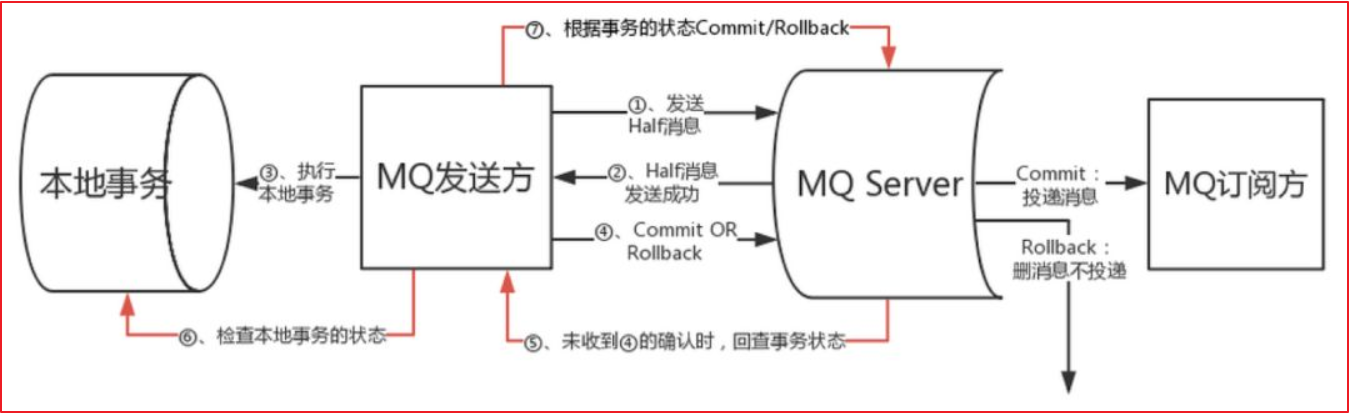 ⑦、根据事务的状态Commit/Rollback
①、发送
Half消息
本地事务
③、执行
本地事务
MQ发送方
②、Half消息
发送成功
MQ Server
Commit：
投递消息
MQ订阅方
④、Commit OR
Rollback
Rollback：
删消息不投递
⑥、检查本地事务的状态
⑤、未收到④的确认时，回查事务状态